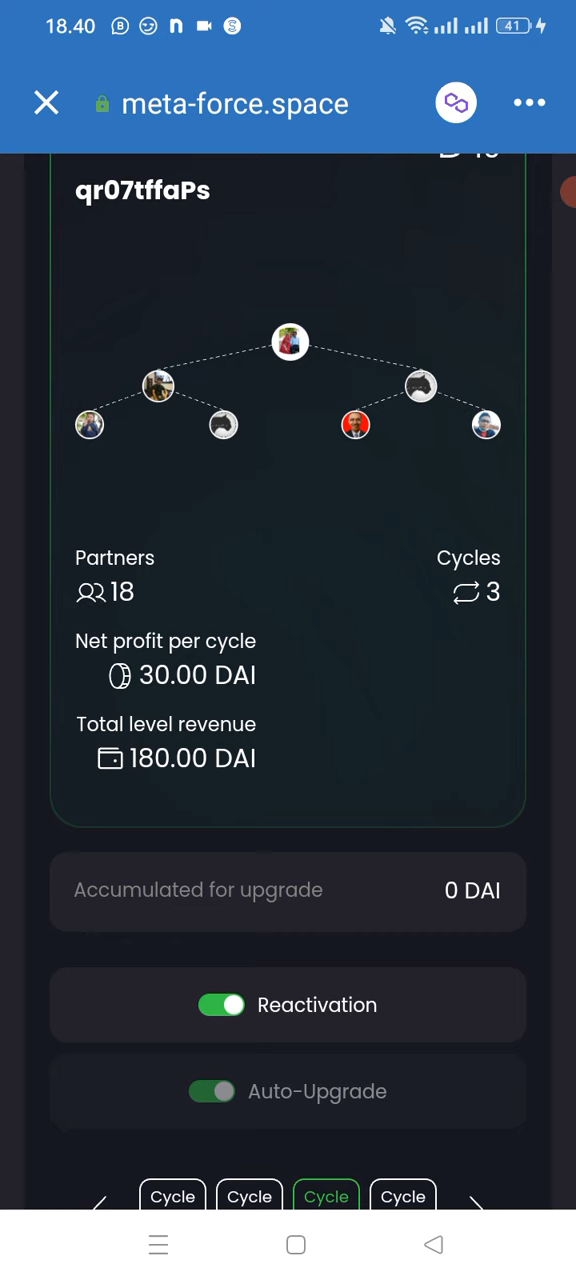 18.40
41
meta-force.space
qr07tffaPs
Partners
Cycles
18
3
Net profit per cycle
30.00 DAI
Total level revenue
180.00 DAI
Accumulated for upgrade
0 DAI
Reactivation
Auto-Upgrade
Cycle Cycle Cycle Cycle